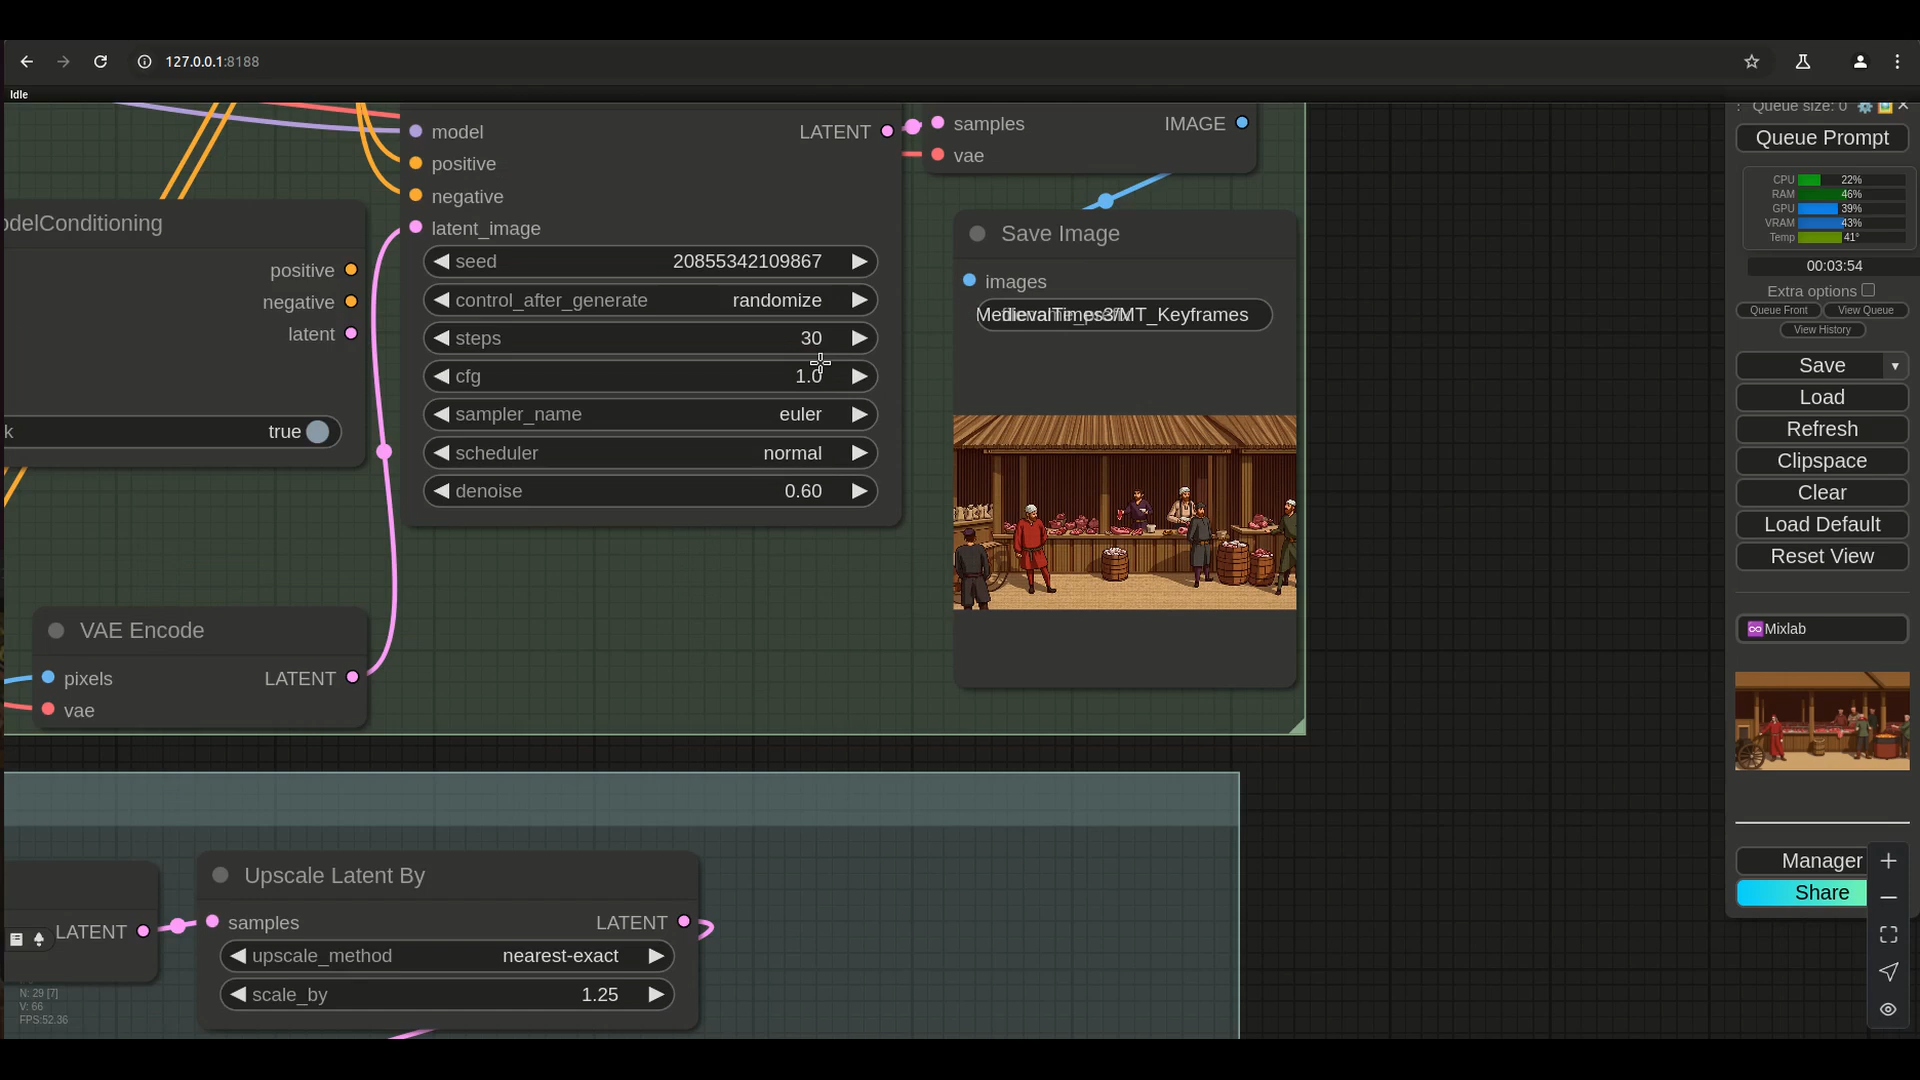 127.0.0.1:8188
Idle
model
LATENT
positive
negative
latent_image
seed
20855342109867
control_after_generate
randomize
steps
30
cfg
1.0
sampler_name
euler
scheduler
normal
denoise
0.60
samples
IMAGE
vae
odelConditioning
positive
negative
latent
k
true
Save Image
images
MT_Keyframes
VAE Encode
pixels
LATENT
vae
LATENT
Upscale Latent By
samples
LATENT
upscale_method
nearest-exact
scale_by
1.25
N: 29 [7]
V: 66
FPS:52.36
Queue size: 0
Queue Prompt
CPU
22%
RAM
46%
GPU
39%
VRAM
43%
Temp
41°
00:03:54
Extra options
Queue Front
View Queue
View History
Save
Load
Refresh
Clipspace
Clear
Load Default
Reset View
Mixlab
Manager
Share